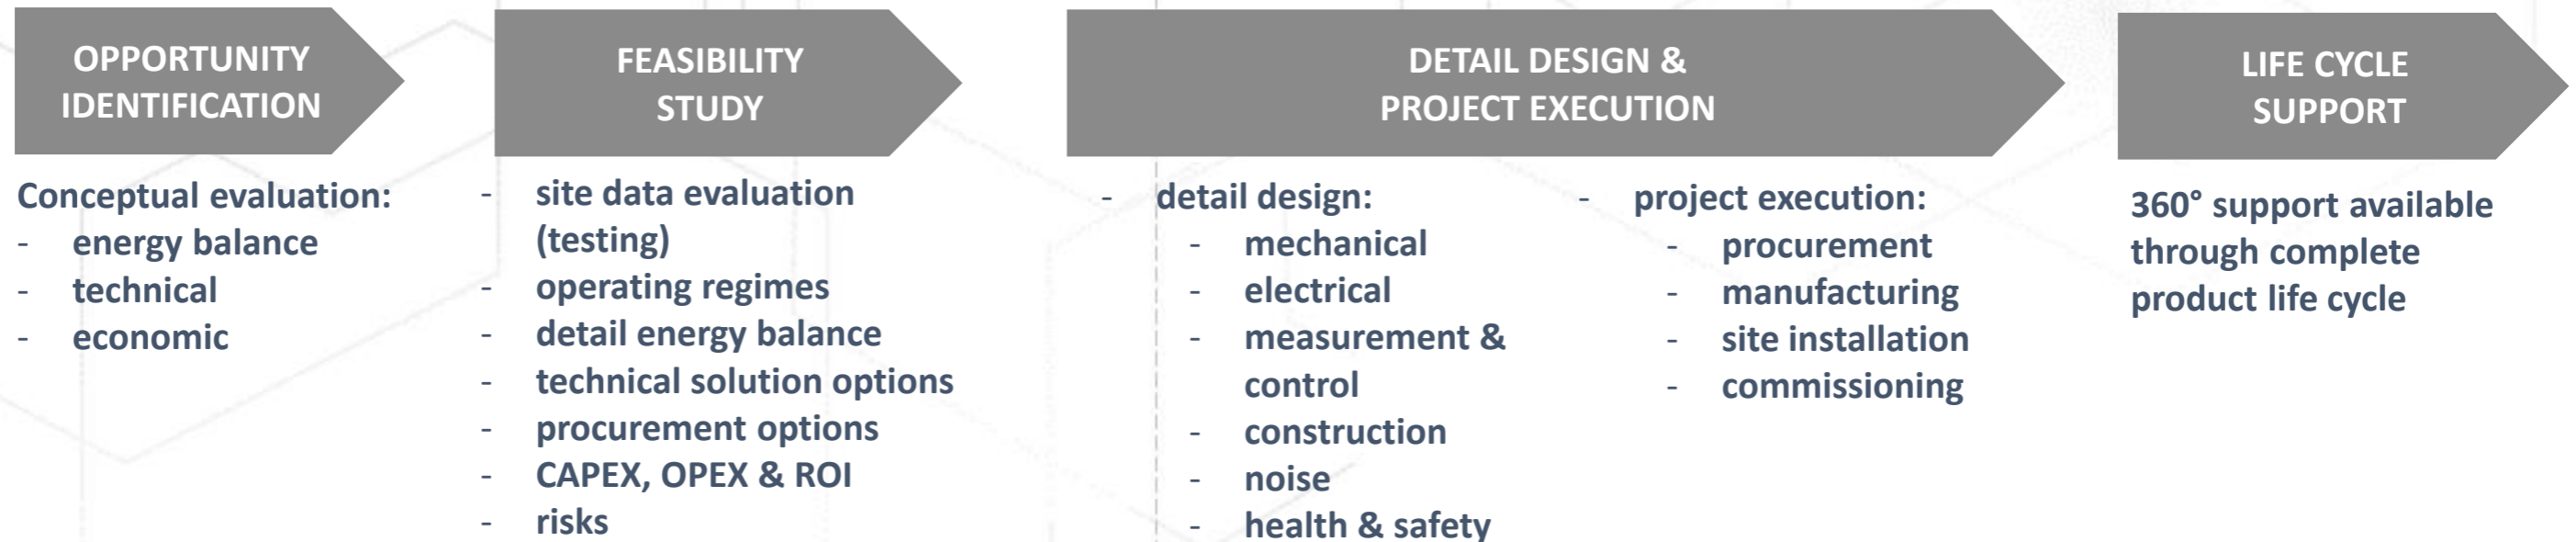 OPPORTUNITY
IDENTIFICATION
Conceptual evaluation:
- energy balance
- technical
- economic
FEASIBILITY
STUDY
- site data evaluation
(testing)
- operating regimes
- detail energy balance
- technical solution options
- procurement options
- CAPEX, OPEX & ROI
- risks
DETAIL DESIGN &
PROJECT EXECUTION
- detail design:
- mechanical
- electrical
- measurement &
control
- construction
- noise
- health & safety
- project execution:
- procurement
- manufacturing
- site installation
- commissioning
LIFE CYCLE
SUPPORT
360° support available
through complete
product life cycle